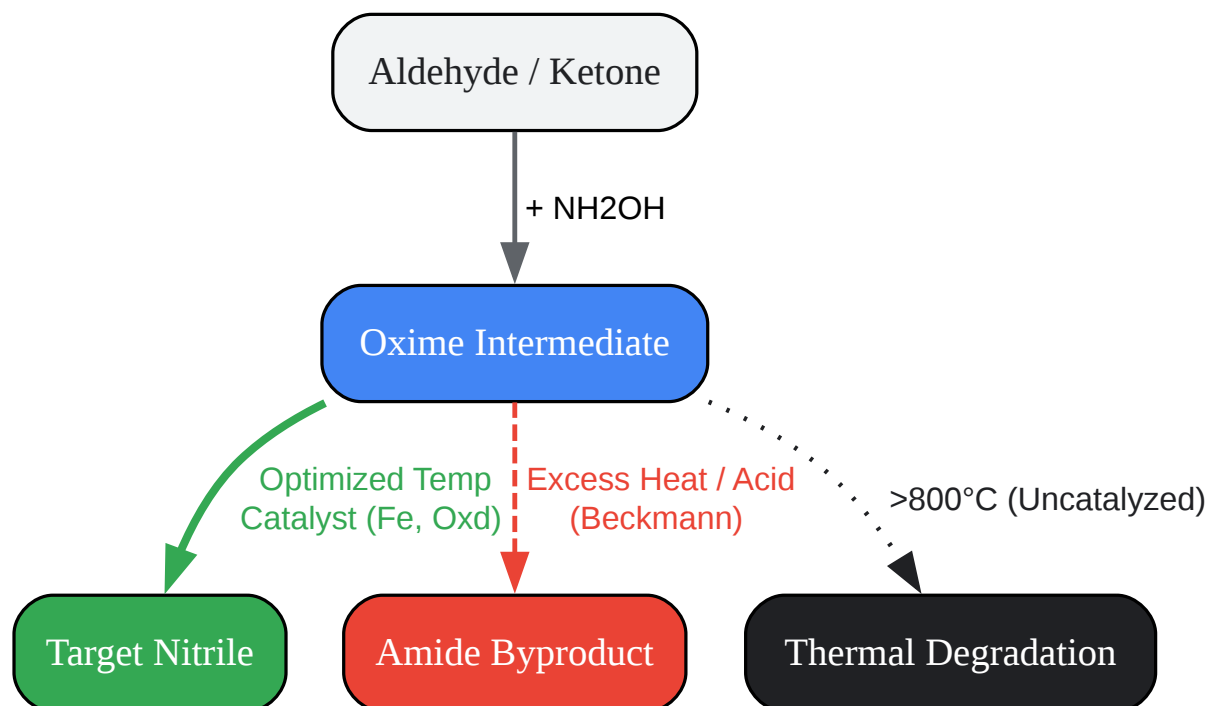 Aldehyde / Ketone
+ NH2OH
Oxime Intermediate
Optimized Temp
Catalyst (Fe, Oxd)
Excess Heat / Acid
(Beckmann)
>800°C (Uncatalyzed)
Target Nitrile
Amide Byproduct
Thermal Degradation